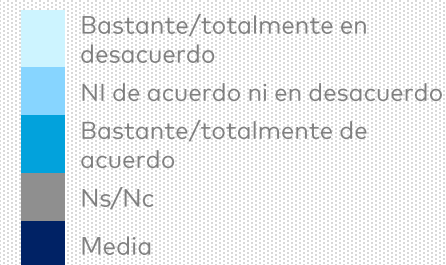 Bastante/totalmente en
desacuerdo
NI de acuerdo ni en desacuerdo
Bastante/totalmente de
acuerdo
Ns/Nc
Media